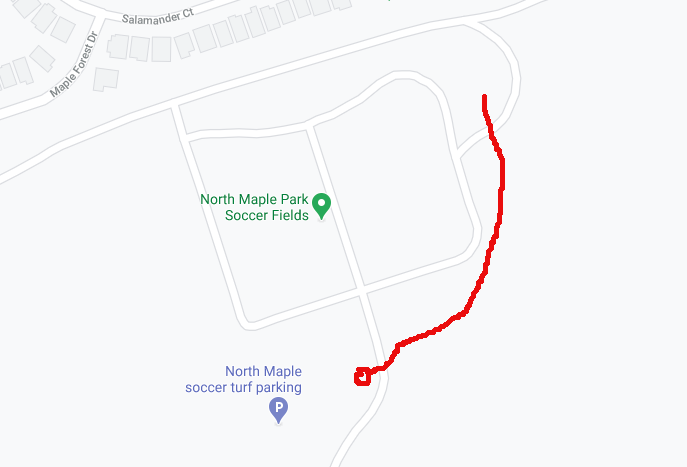 Salamander Ct
Maple Forest Dr
North Maple Park
Soccer Fields
North Maple
soccer turf parking
P